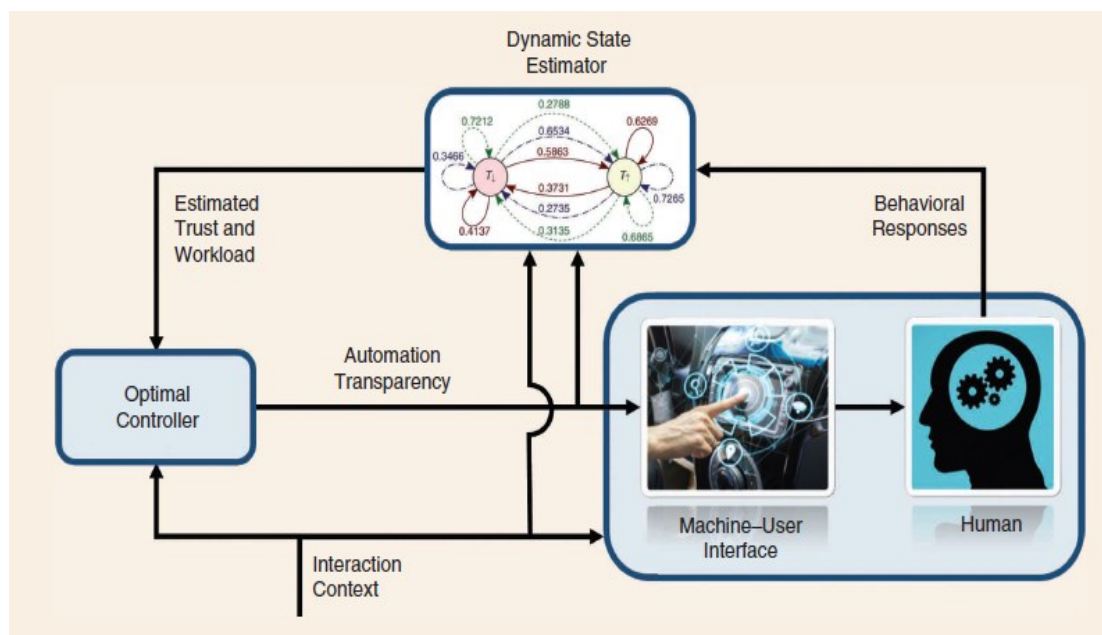 Dynamic State
Estimator
0.2788
0.7212
0.6269
0.6534
0.3466
0.5863
T↓
T↑
0.3731
0.7265
0.2735
0.4137
0.3135
0.6865
Estimated
Trust and
Workload
Behavioral
Responses
Automation
Transparency
Optimal
Controller
Machine–User
Interface
Human
Interaction
Context